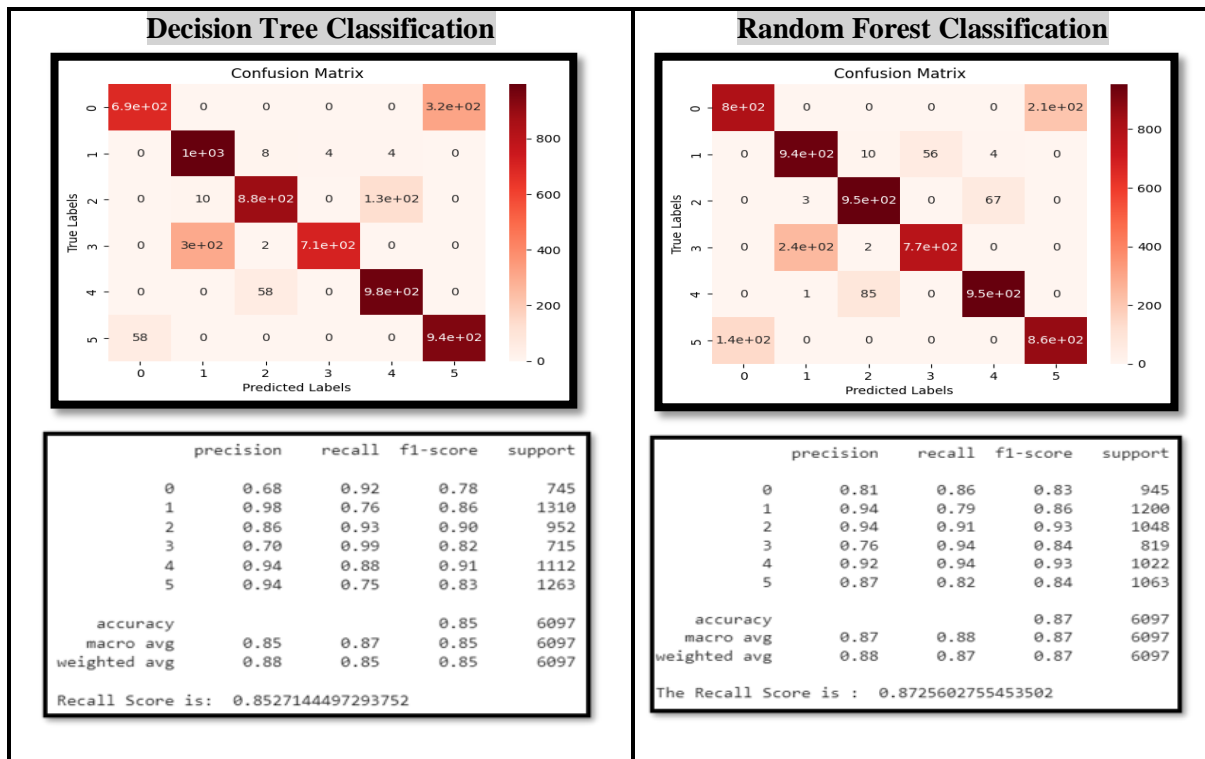 Decision Tree Classification
Confusion Matrix
0 6.9e+02 0 0 0 0 3.2e+02
1 0 1e+03 8 4 4 0
2 0 10 8.8e+02 0 1.3e+02 0
3 0 3e+02 2 7.1e+02 0 0
4 0 0 58 0 9.8e+02 0
5 58 0 0 0 0 9.4e+02
0 1 2 3 4 5
True Labels
Predicted Labels
800
600
400
200
0
precision recall f1-score support
0 0.68 0.92 0.78 745
1 0.98 0.76 0.86 1310
2 0.86 0.93 0.90 952
3 0.70 0.99 0.82 715
4 0.94 0.88 0.91 1112
5 0.94 0.75 0.83 1263
accuracy 0.85 6097
macro avg 0.85 0.87 0.85 6097
weighted avg 0.88 0.85 0.85 6097
Recall Score is: 0.8527144497293752
Random Forest Classification
Confusion Matrix
0 8e+02 0 0 0 0 2.1e+02
1 0 9.4e+02 10 56 4 0
2 0 3 9.5e+02 0 67 0
3 0 2.4e+02 2 7.7e+02 0 0
4 0 1 85 0 9.5e+02 0
5 1.4e+02 0 0 0 0 8.6e+02
0 1 2 3 4 5
True Labels
Predicted Labels
800
600
400
200
0
precision recall f1-score support
0 0.81 0.86 0.83 945
1 0.94 0.79 0.86 1200
2 0.94 0.91 0.93 1048
3 0.76 0.94 0.84 819
4 0.92 0.94 0.93 1022
5 0.87 0.82 0.84 1063
accuracy 0.87 6097
macro avg 0.87 0.88 0.87 6097
weighted avg 0.88 0.87 0.87 6097
The Recall Score is : 0.8725602755453502